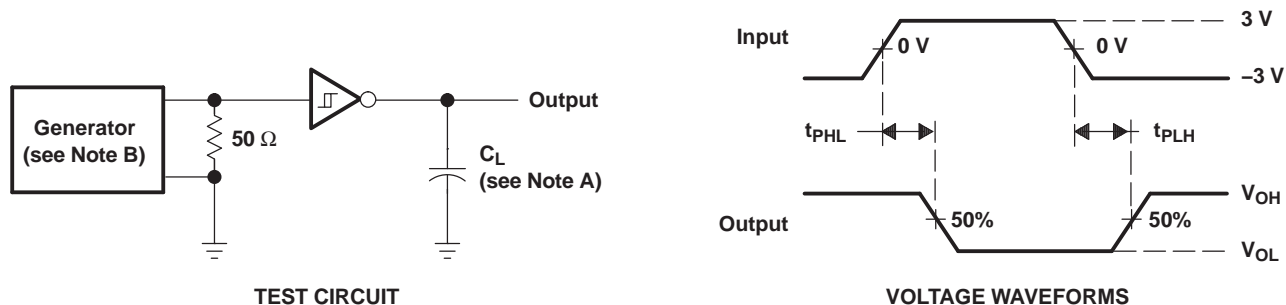 Generator
(see Note B)
50 Ω
Output
C_L
(see Note A)
TEST CIRCUIT
Input
0 V
0 V
3 V
–3 V
t_PHL
t_PLH
Output
50%
50%
V_OH
V_OL
VOLTAGE WAVEFORMS